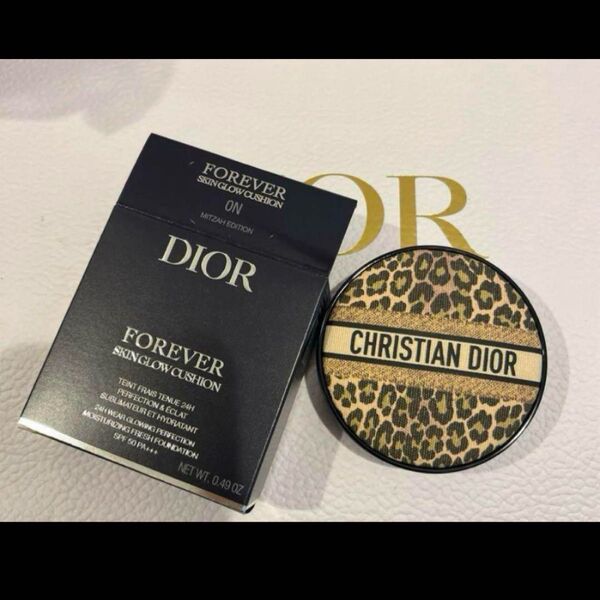 FOREVER
SKIN GLOW CUSHION
0N
MITZAH EDITION
DIOR
FOREVER
SKIN GLOW CUSHION
TEINT FRAIS TENUE 24H
PERFECTION & ÉCLAT
SUBLIMATEUR ET HYDRATANT
24H WEAR GLOWING PERFECTION
MOISTURIZING FRESH FOUNDATION
SPF 50 PA+++
NET WT. 0.49 OZ
OR
CHRISTIAN DIOR